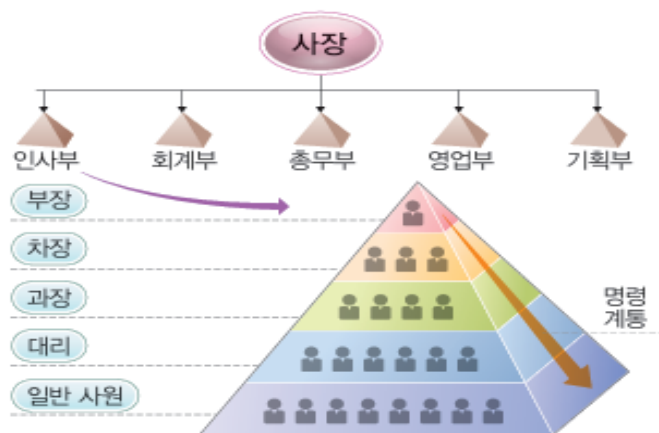 사장
인사부 회계부 총무부 영업부 기획부
부장
차장
과장
명령
계통
대리
일반 사원